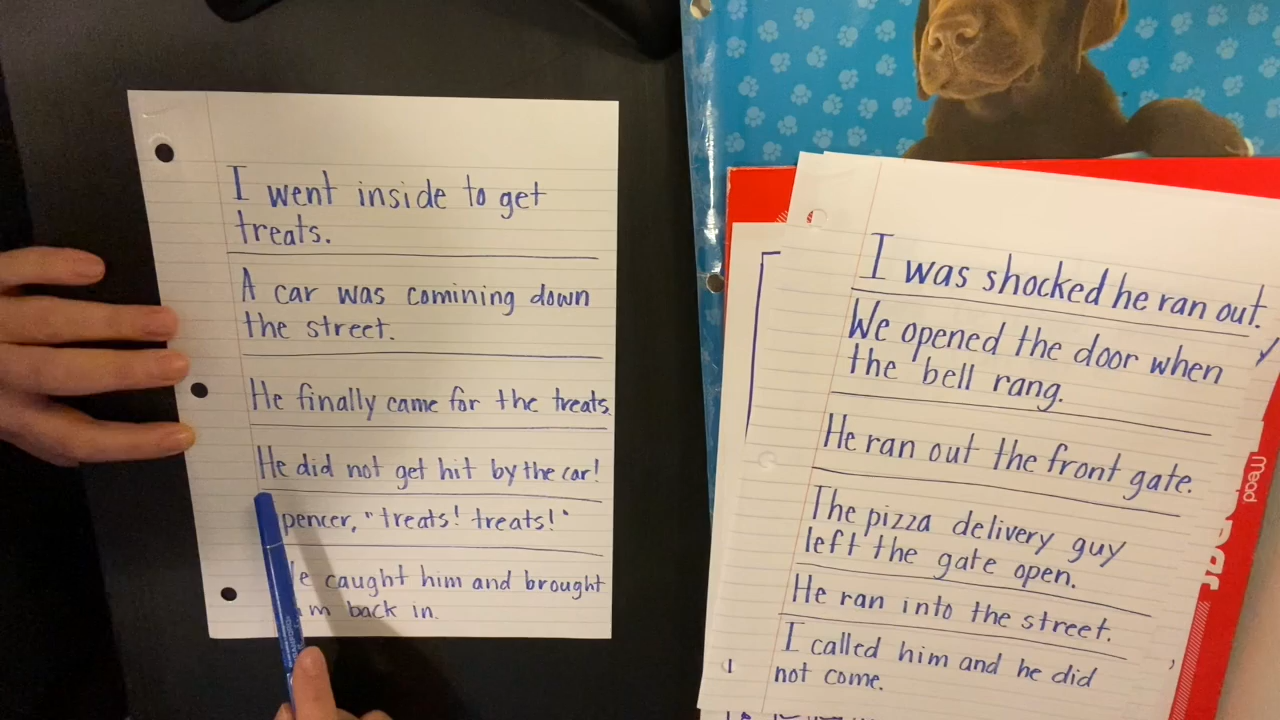 I went inside to get
treats.
A car was comining down
the street.
He finally came for the treats.
He did not get hit by the car!
pencer, "treats! treats!"
caught him and brought
back in.
I was shocked he ran out.
We opened the door when
the bell rang.
He ran out the front gate.
The pizza delivery guy
left the gate open.
He ran into the street.
I called him and he did
not come.
Mead